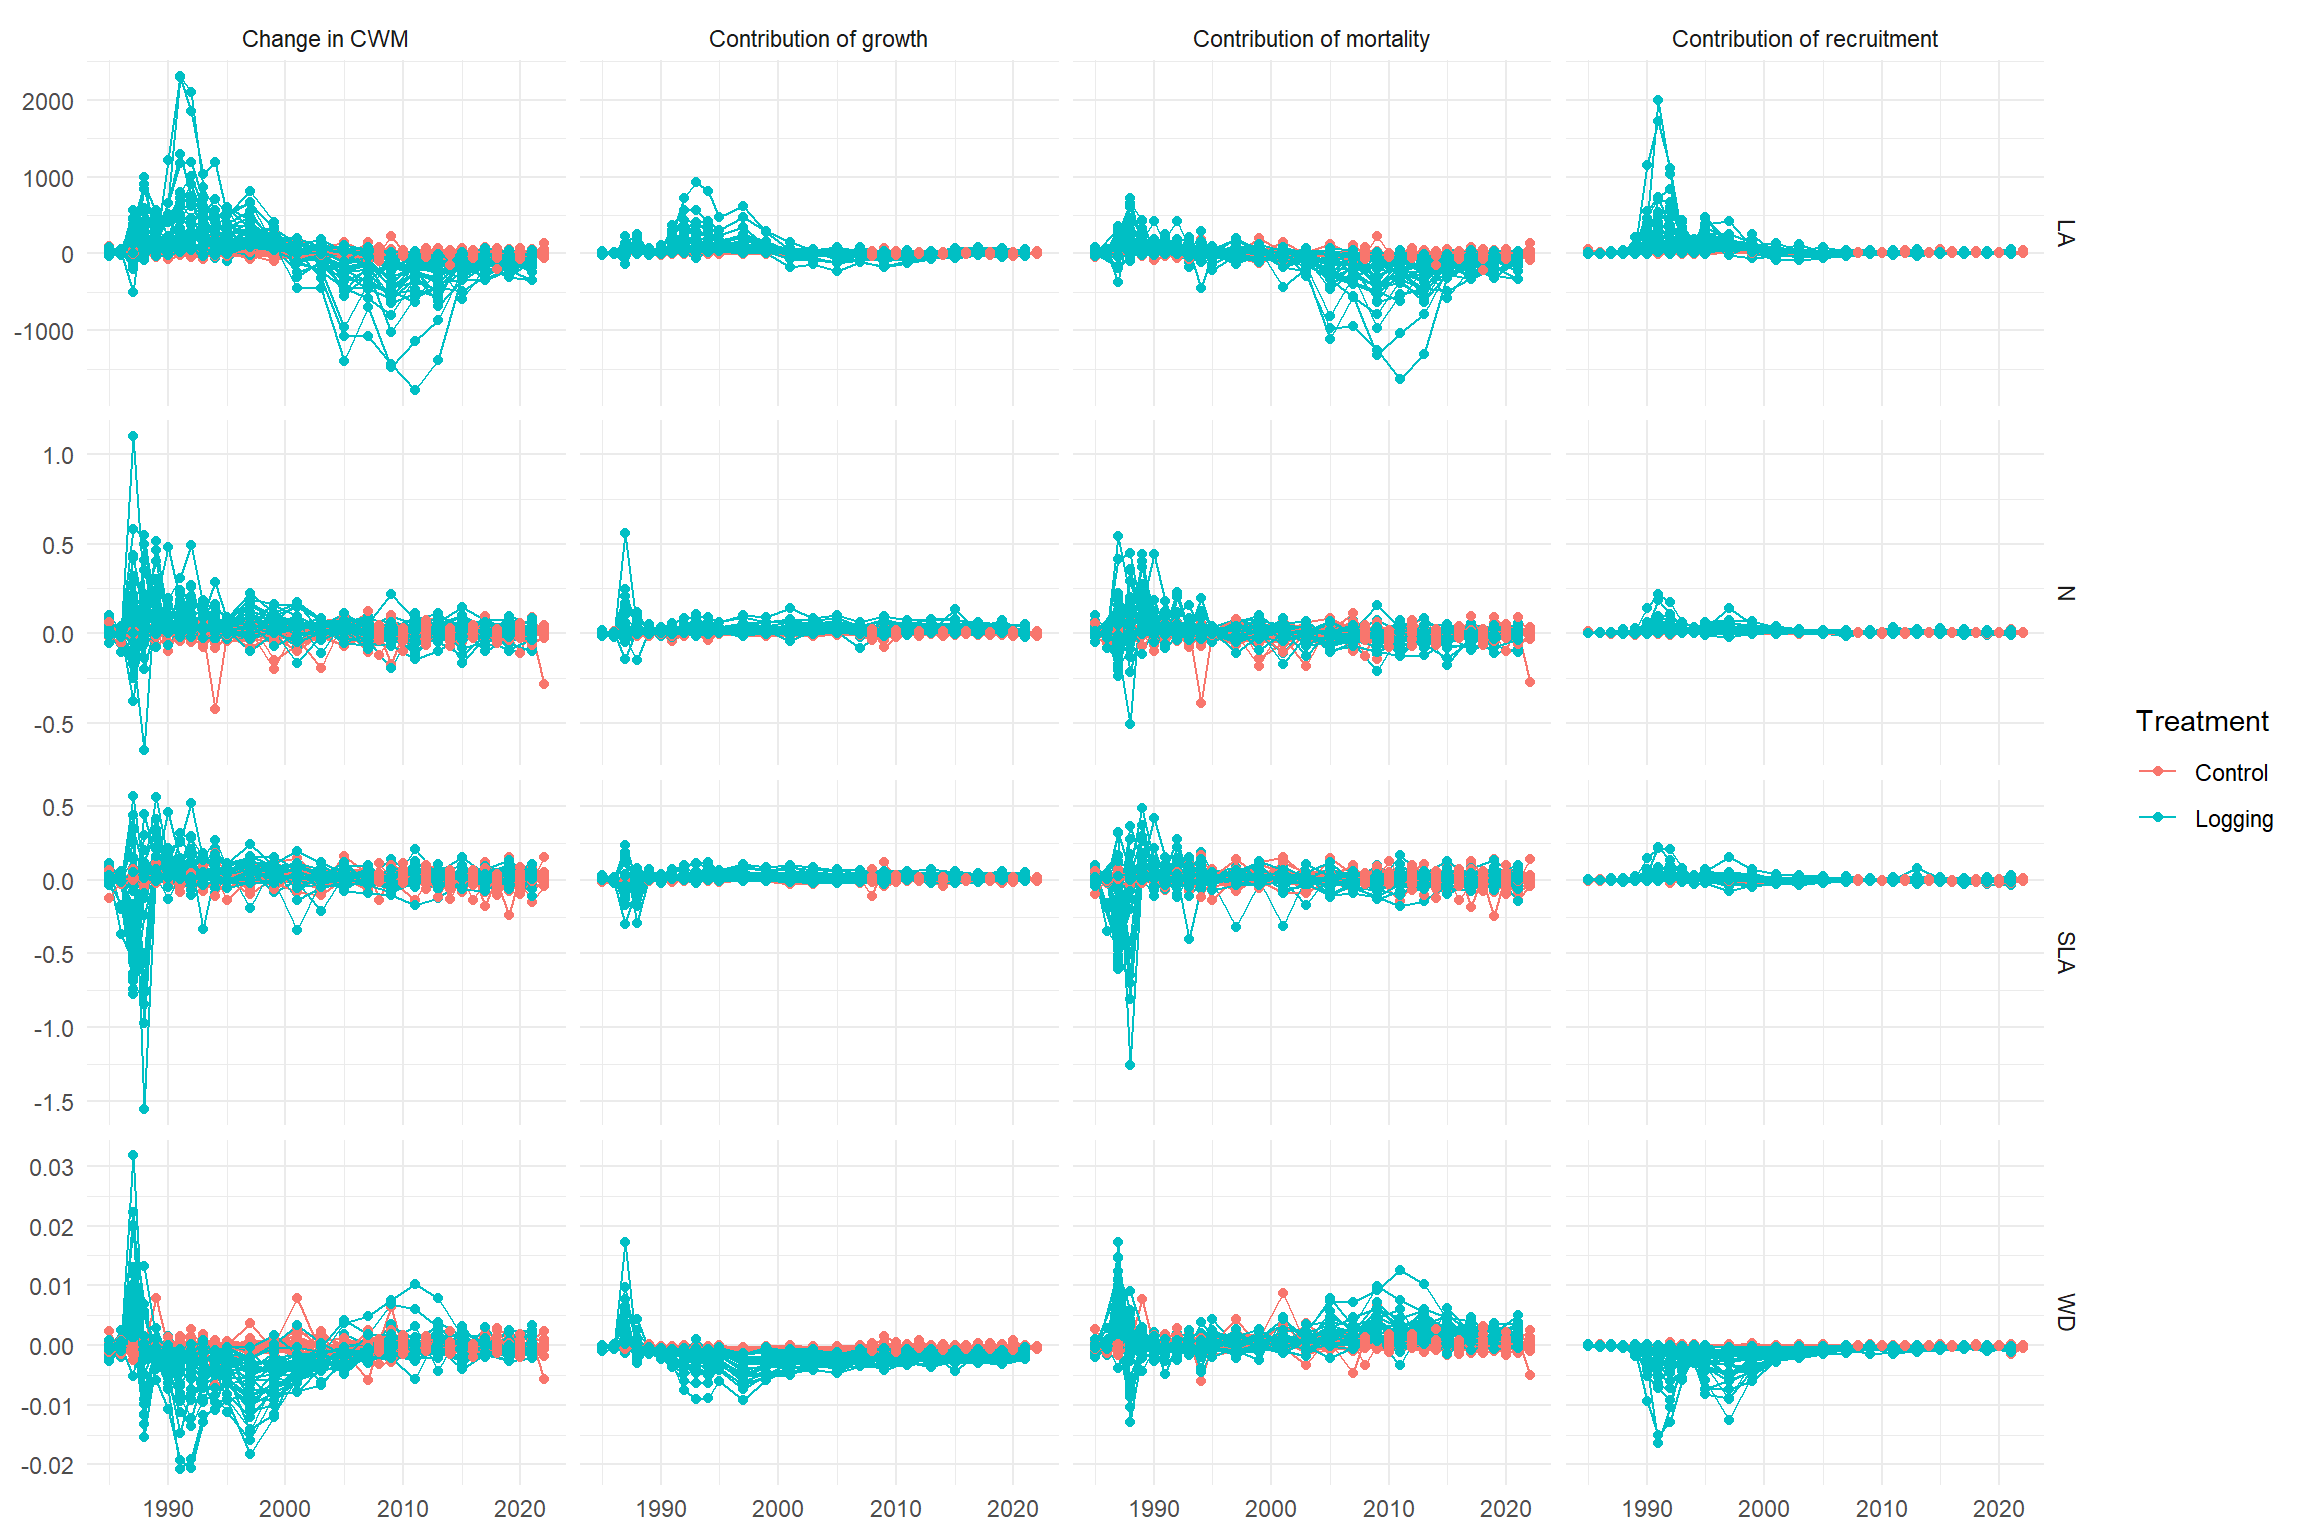 Change in CWM
Contribution of growth
Contribution of mortality
Contribution of recruitment
2000
1000
0
-1000
LA
1.0
0.5
0.0
-0.5
N
0.5
0.0
-0.5
-1.0
-1.5
SLA
0.03
0.02
0.01
0.00
-0.01
-0.02
WD
1990 2000 2010 2020
1990 2000 2010 2020
1990 2000 2010 2020
1990 2000 2010 2020
Treatment
Control
Logging